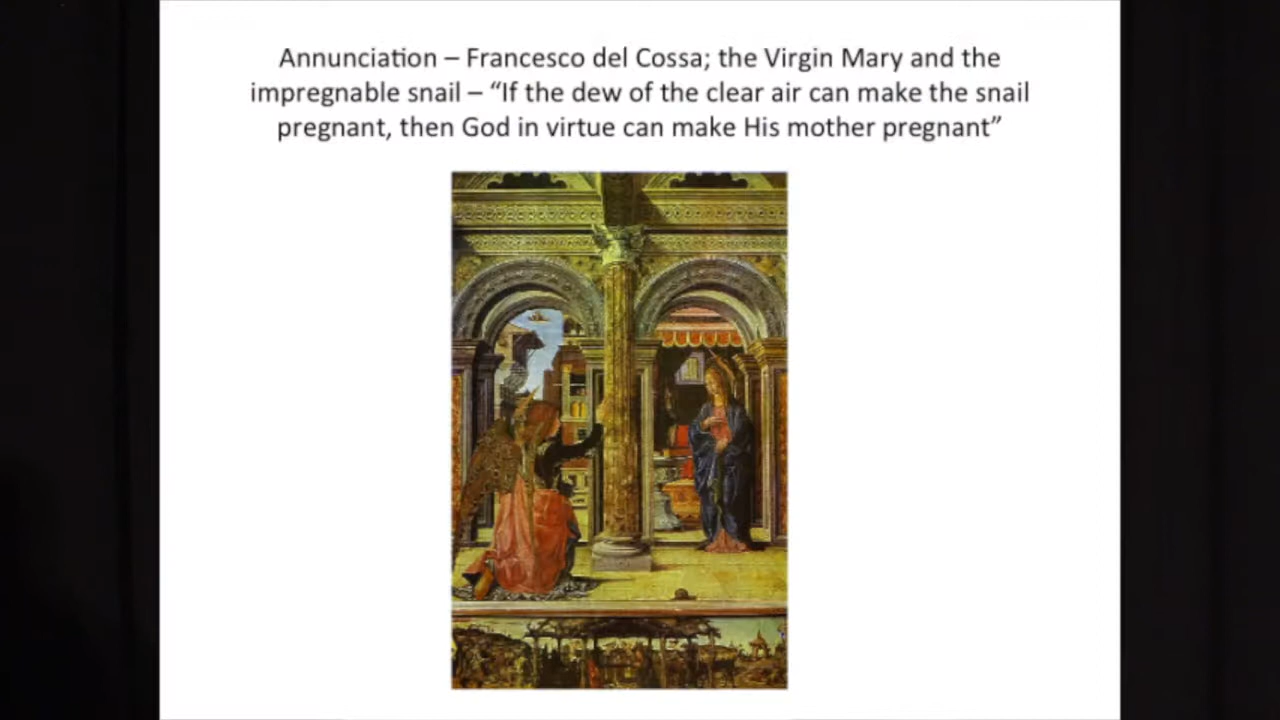 Annunciation – Francesco del Cossa; the Virgin Mary and the
impregnable snail – “If the dew of the clear air can make the snail
pregnant, then God in virtue can make His mother pregnant”